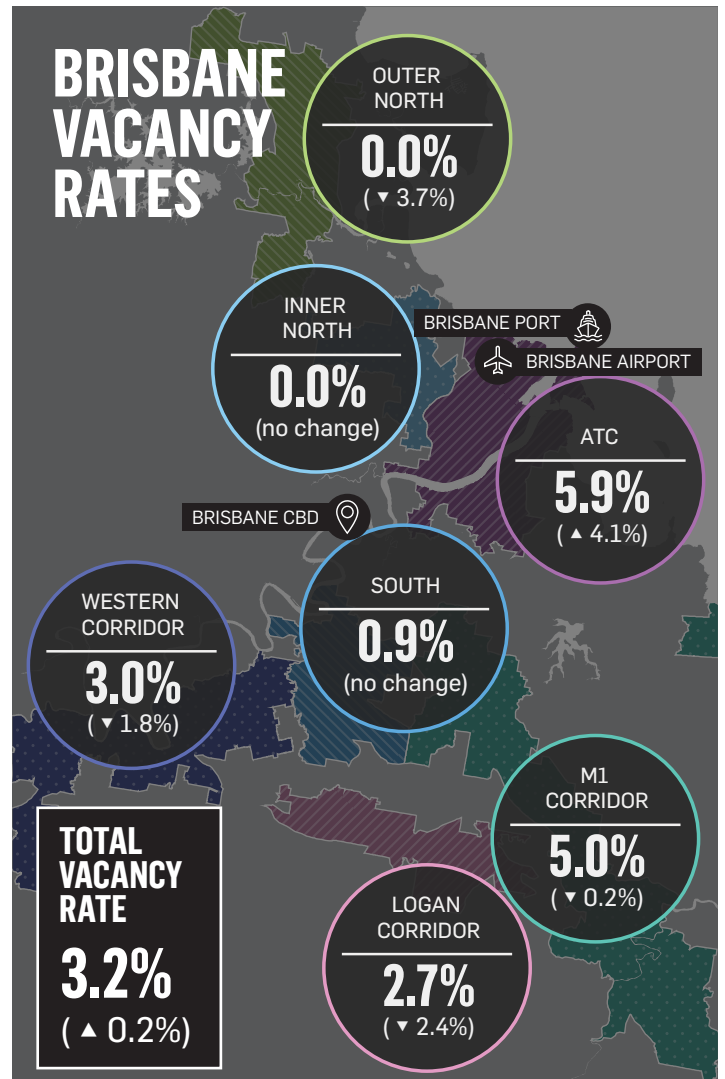 BRISBANE
VACANCY
RATES
OUTER
NORTH
0.0%
( ▼ 3.7%)
INNER
NORTH
0.0%
(no change)
BRISBANE PORT
BRISBANE AIRPORT
ATC
5.9%
( ▲ 4.1%)
BRISBANE CBD
SOUTH
0.9%
(no change)
WESTERN
CORRIDOR
3.0%
( ▼ 1.8%)
M1
CORRIDOR
5.0%
( ▼ 0.2%)
LOGAN
CORRIDOR
2.7%
( ▼ 2.4%)
TOTAL
VACANCY
RATE
3.2%
( ▲ 0.2%)